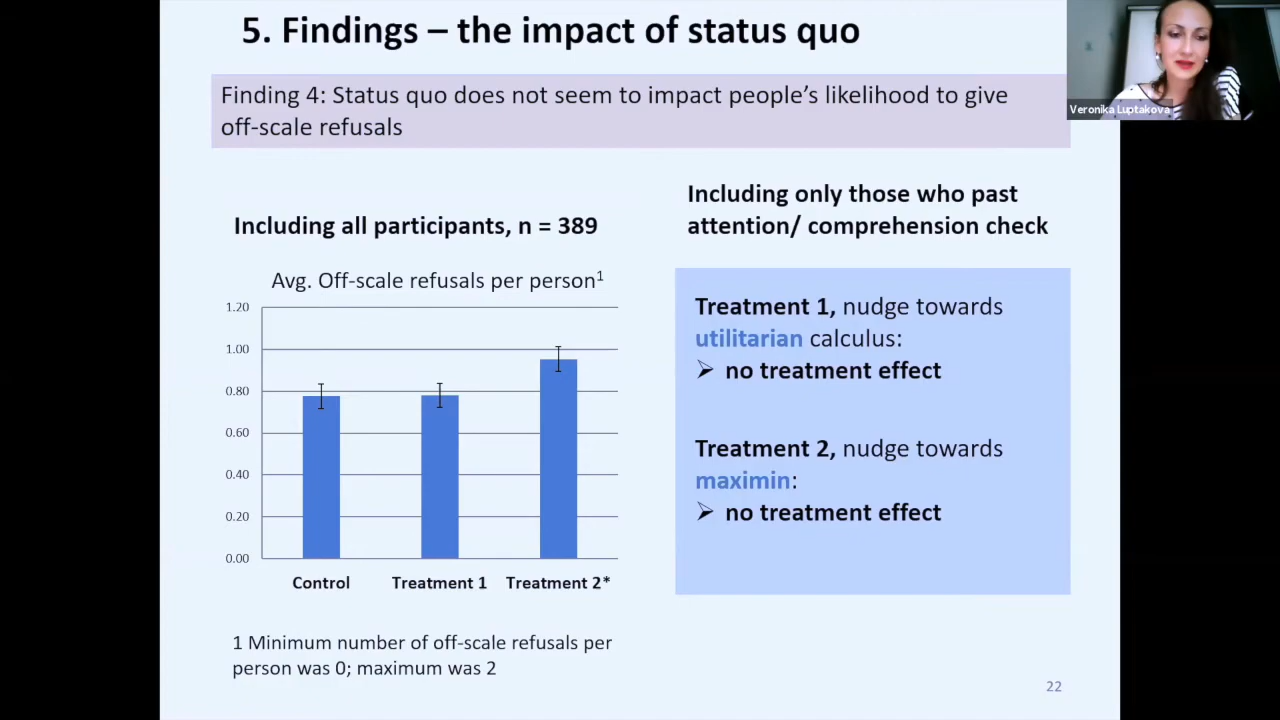 5. Findings – the impact of status quo
Veronika Luptakova
Finding 4: Status quo does not seem to impact people's likelihood to give
off-scale refusals
Including all participants, n = 389
Avg. Off-scale refusals per person1
1.20
1.00
0.80
0.60
0.40
0.20
0.00
Control Treatment 1 Treatment 2*
1 Minimum number of off-scale refusals per
person was 0; maximum was 2
Including only those who past
attention/ comprehension check
Treatment 1, nudge towards
utilitarian calculus:
➢ no treatment effect
Treatment 2, nudge towards
maximin:
➢ no treatment effect
22